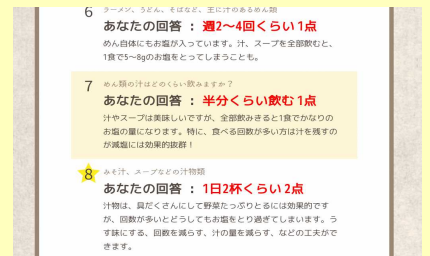 6 ラーメン、うどん、そばなど、主に汁のあるめん類
あなたの回答 ： 週2～4回くらい 1点
めん自体にもお塩が入っています。汁、スープを全部飲むと、
1食で5～8gのお塩をとってしまうことも。
7 めん類の汁はどのくらい飲みますか？
あなたの回答 ： 半分くらい飲む 1点
汁やスープは美味しいですが、全部飲みきると1食でかなりの
お塩の量になります。特に、食べる回数が多い方は汁を残すの
が減塩には効果的抜群！
8 みそ汁、スープなどの汁物類
あなたの回答 ： 1日2杯くらい 2点
汁物は、具だくさんにして野菜たっぷりとるには効果的です
が、回数が多いとどうしてもお塩をとり過ぎてしまいます。う
す味にする、回数を減らす、汁の量を減らす、などの工夫がで
きます。